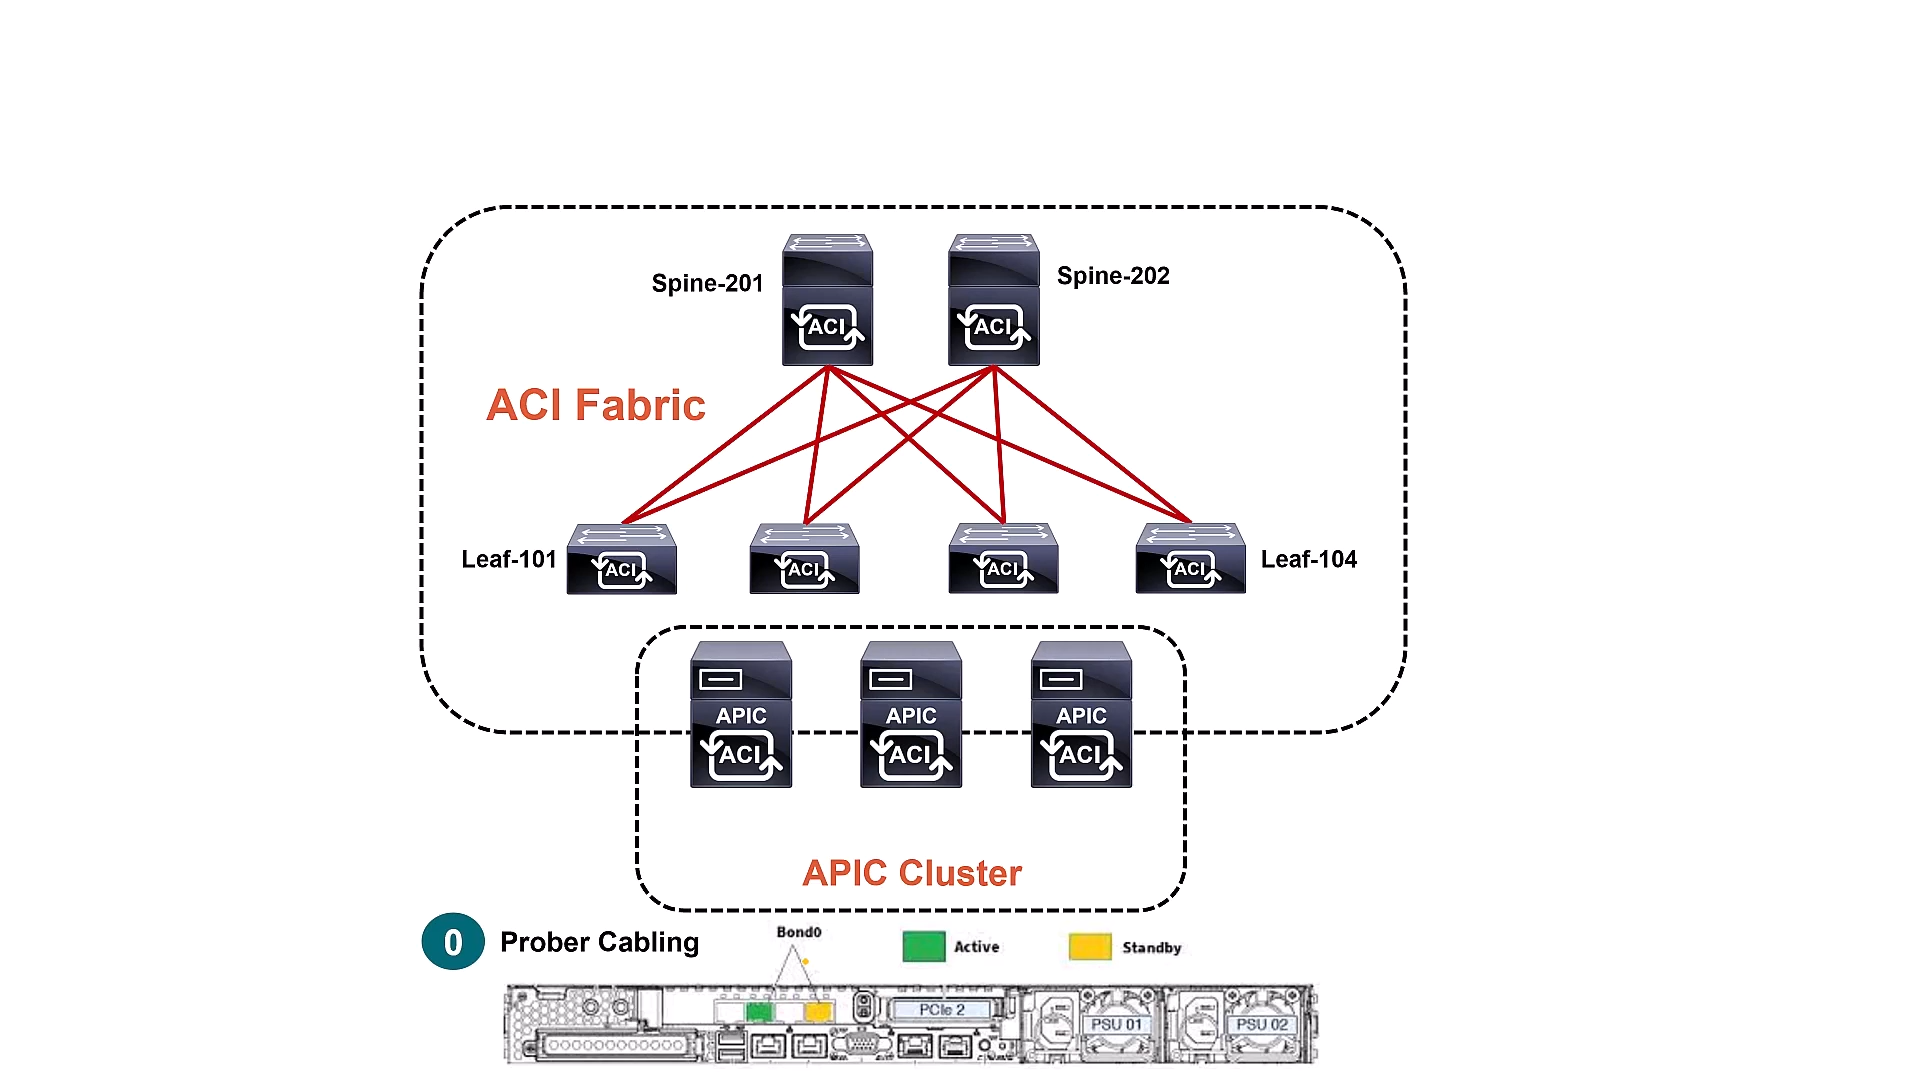 Spine-201
Spine-202
ACI
ACI
ACI Fabric
Leaf-101
ACI
ACI
ACI
ACI
Leaf-104
APIC
ACI
APIC
ACI
APIC
ACI
APIC Cluster
0
Prober Cabling
Bond0
Active
Standby
PCIe 2
PSU 01
PSU 02